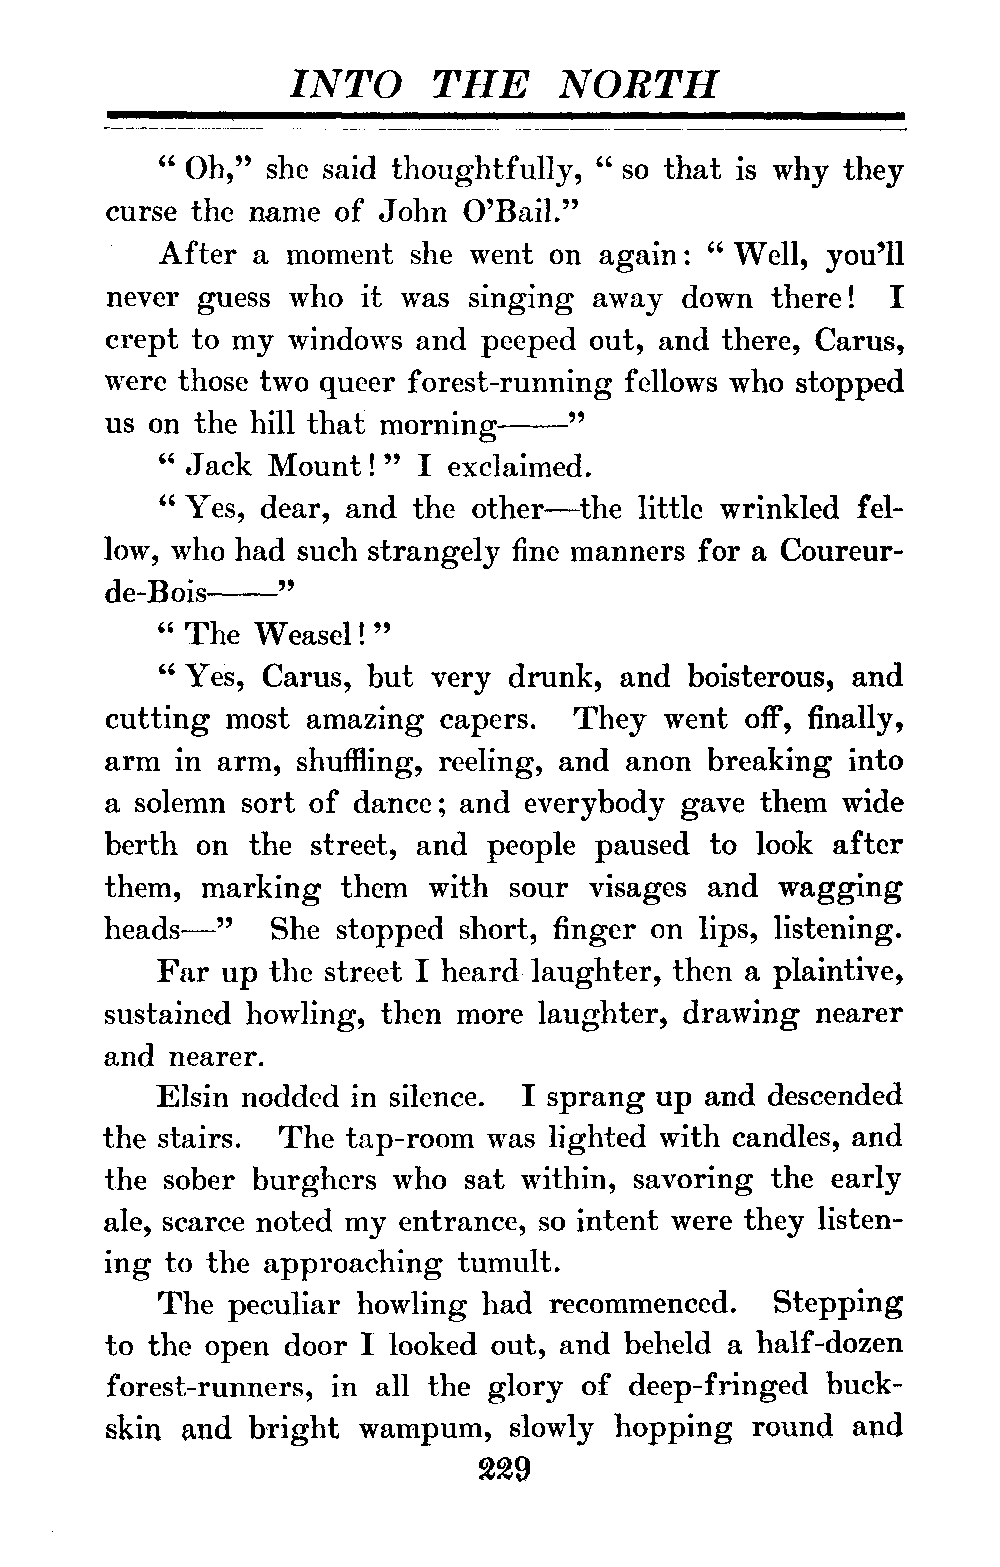 INTO THE NORTH
“ Oh,” she said thoughtfully, “ so that is why they
curse the name of John O’Bail.”
After a moment she went on again: “ Well, you’ll
never guess who it was singing away down there! I
crept to my windows and peeped out, and there, Carus,
were those two queer forest-running fellows who stopped
us on the hill that morning——”
“ Jack Mount! ” I exclaimed.
“ Yes, dear, and the other—the little wrinkled fel-
low, who had such strangely fine manners for a Coureur-
de-Bois——”
“ The Weasel! ”
“ Yes, Carus, but very drunk, and boisterous, and
cutting most amazing capers. They went off, finally,
arm in arm, shuffling, reeling, and anon breaking into
a solemn sort of dance; and everybody gave them wide
berth on the street, and people paused to look after
them, marking them with sour visages and wagging
heads—” She stopped short, finger on lips, listening.
Far up the street I heard laughter, then a plaintive,
sustained howling, then more laughter, drawing nearer
and nearer.
Elsin nodded in silence. I sprang up and descended
the stairs. The tap-room was lighted with candles, and
the sober burghers who sat within, savoring the early
ale, scarce noted my entrance, so intent were they listen-
ing to the approaching tumult.
The peculiar howling had recommenced. Stepping
to the open door I looked out, and beheld a half-dozen
forest-runners, in all the glory of deep-fringed buck-
skin and bright wampum, slowly hopping round and
229